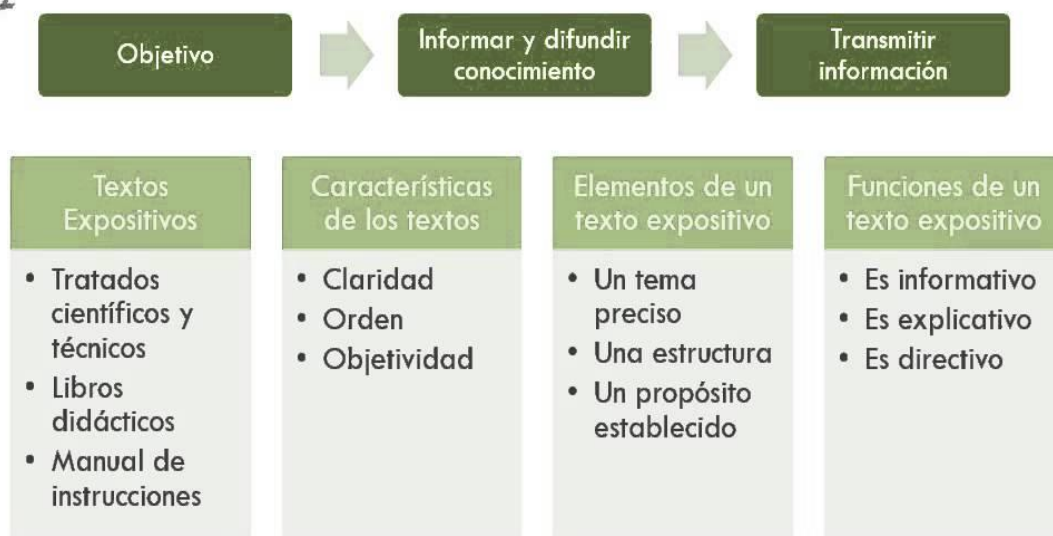 Objetivo
Informar y difundir
conocimiento
Transmitir
información
Textos
Expositivos
• Tratados
científicos y
técnicos
• Libros
didácticos
• Manual de
instrucciones
Características
de los textos
• Claridad
• Orden
• Objetividad
Elementos de un
texto expositivo
• Un tema
preciso
• Una estructura
• Un propósito
establecido
Funciones de un
texto expositivo
• Es informativo
• Es explicativo
• Es directivo